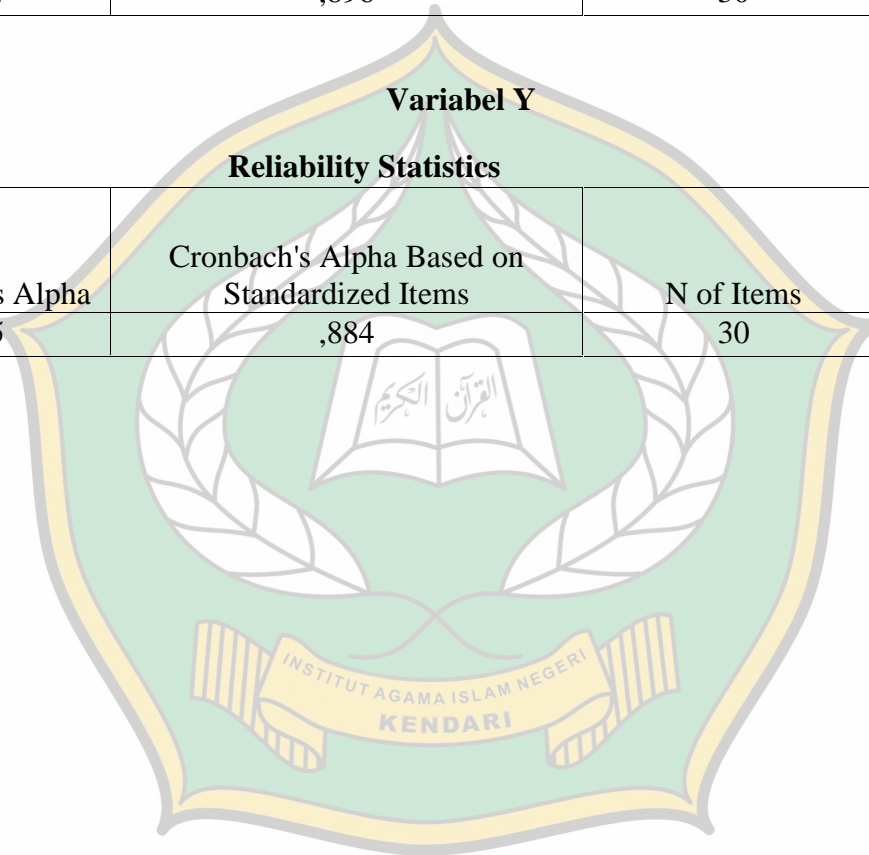 Variabel Y
Reliability Statistics
Cronbach's Alpha Based on
s Alpha Standardized Items N of Items
,884 30
القرآن الكريم
INSTITUT AGAMA ISLAM NEGERI
KENDARI